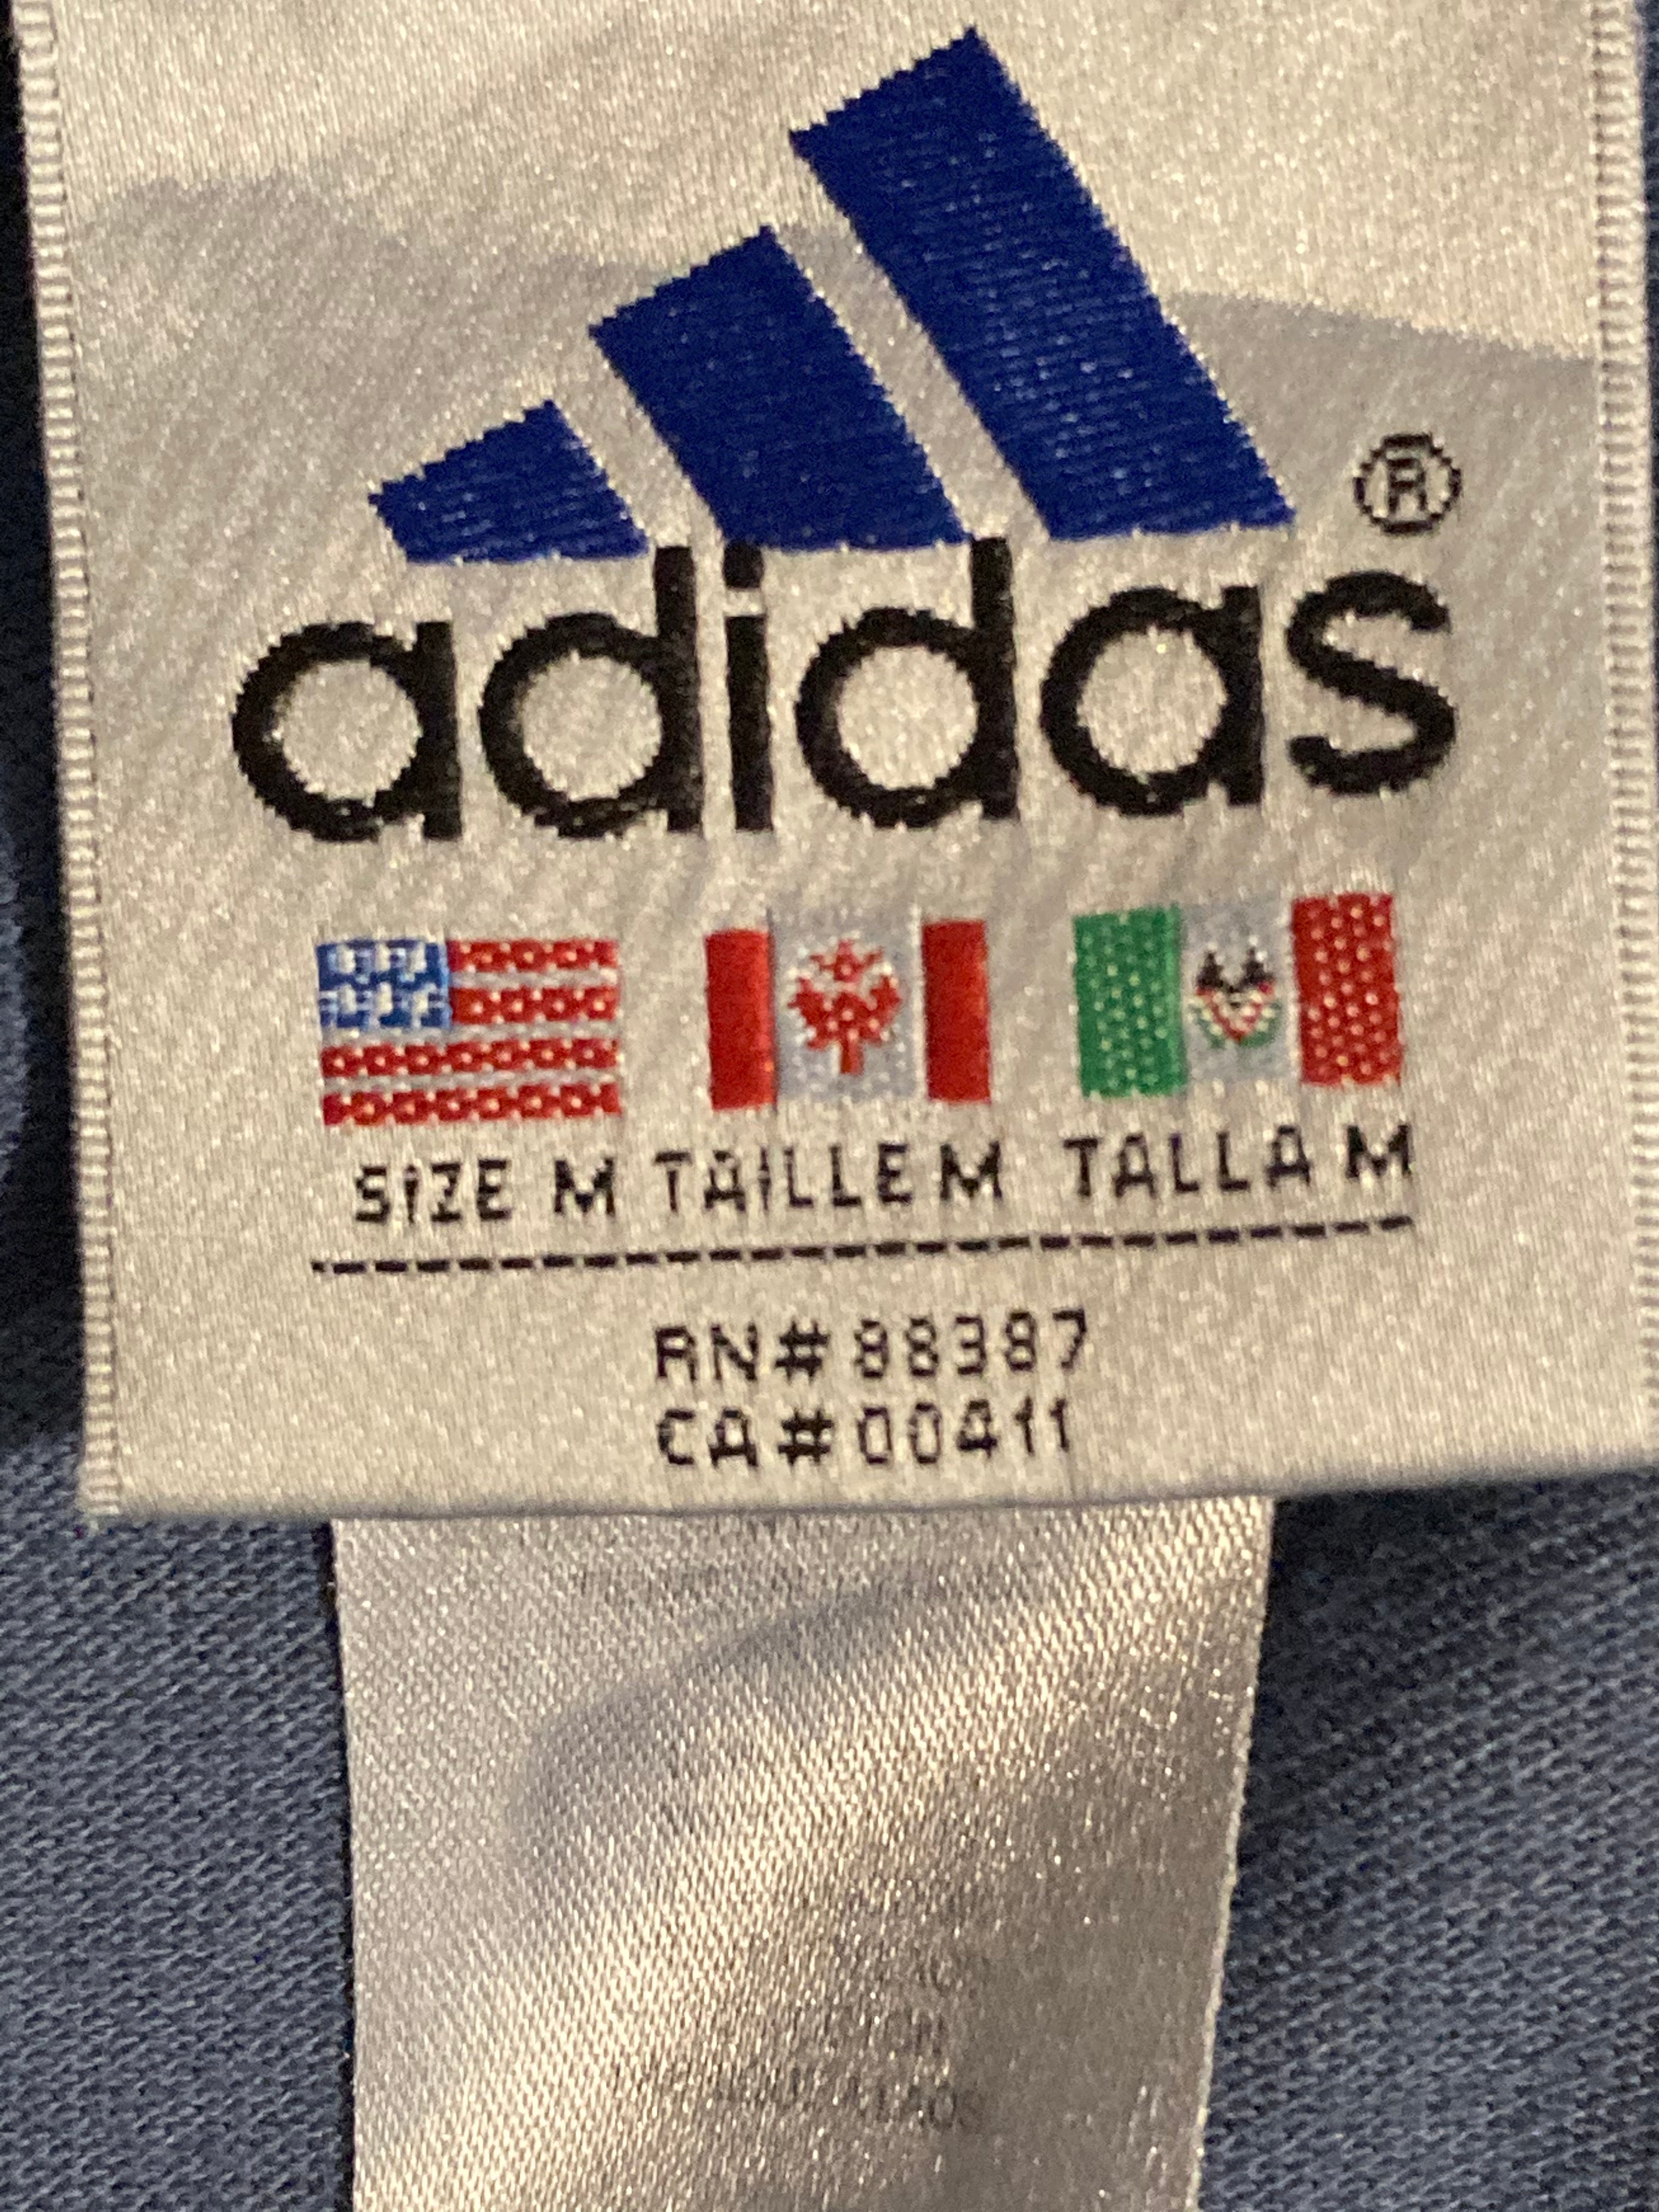 adidas®
SIZE M TAILLE M TALLA M
RN# 88387
CA# 00411